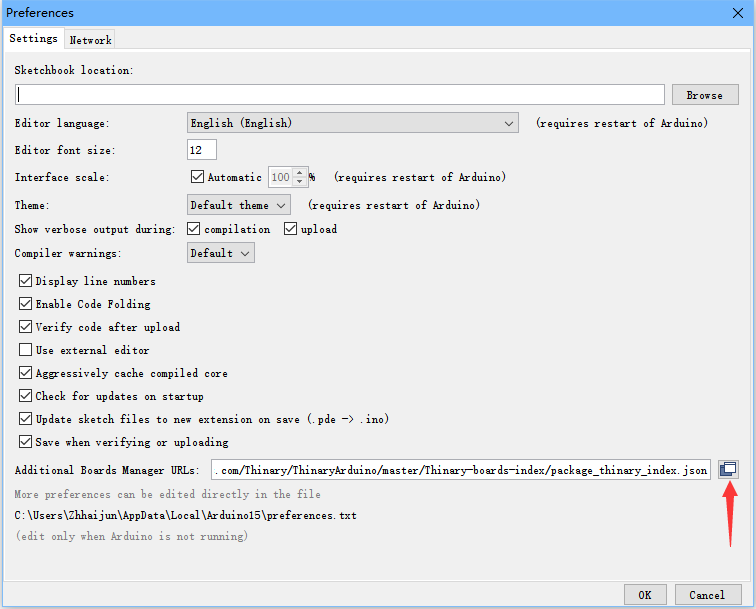 Preferences
Settings Network
Sketchbook location:
Browse
Editor language: English (English) (requires restart of Arduino)
Editor font size: 12
Interface scale: Automatic 100 % (requires restart of Arduino)
Theme: Default theme (requires restart of Arduino)
Show verbose output during: compilation upload
Compiler warnings: Default
Display line numbers
Enable Code Folding
Verify code after upload
Use external editor
Aggressively cache compiled core
Check for updates on startup
Update sketch files to new extension on save (.pde -> .ino)
Save when verifying or uploading
Additional Boards Manager URLs: .com/Thinary/ThinaryArduino/master/Thinary-boards-index/package_thinary_index.json
More preferences can be edited directly in the file
C:\Users\Zhhaijun\AppData\Local\Arduino15\preferences.txt
(edit only when Arduino is not running)
OK Cancel